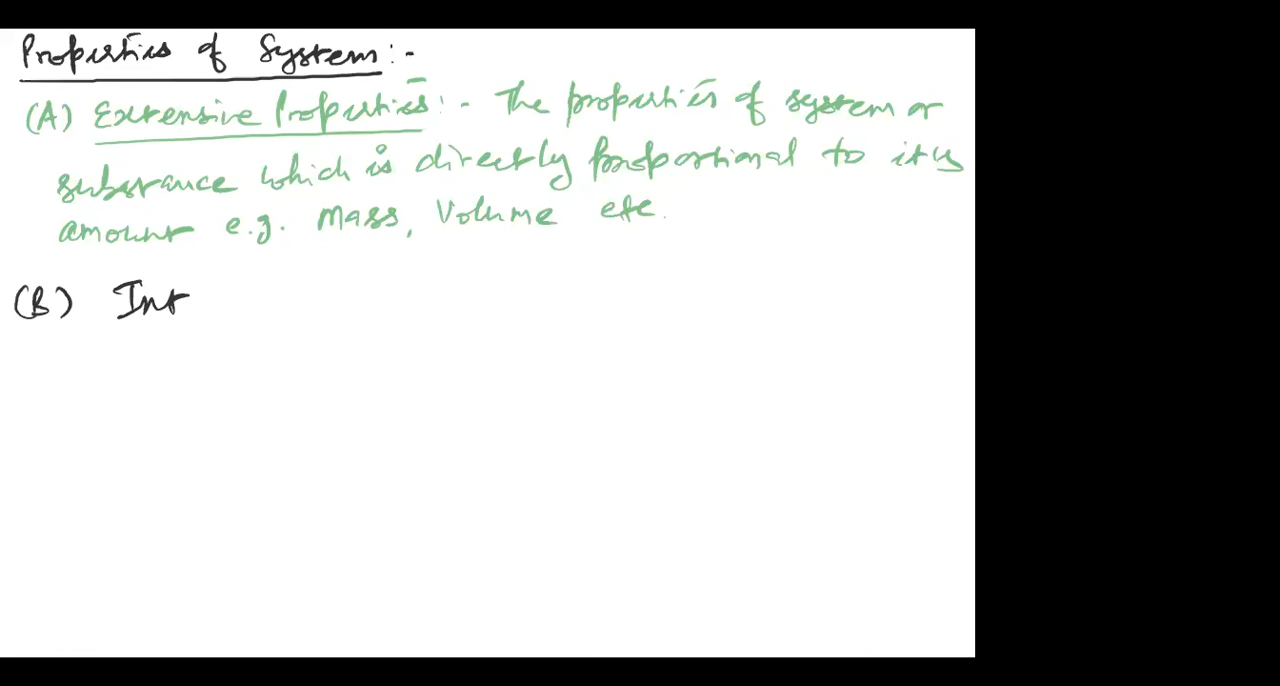 Properties of System:-
(A) Extensive Properties:- The properties of system or
substance which is directly proportional to it's
amount e.g. Mass, Volume etc.
(B) Int